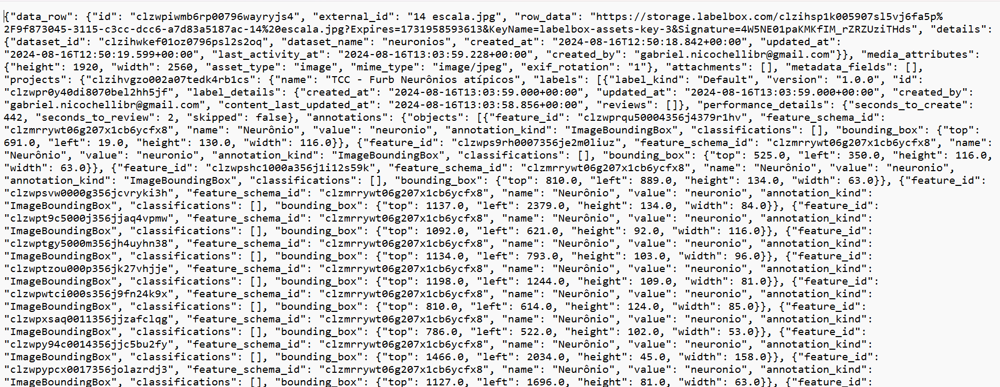 {"data_row": {"id": "clzwpiwmb6rp00796wayryjs4", "external_id": "14 escala.jpg", "row_data": "https://storage.labelbox.com/clzihsp1k005907sl5vj6fa5p%
2F9f873045-3115-c3cc-dcc6-a7d83a5187ac-14%20escala.jpg?Expires=1731958593613&KeyName=labelbox-assets-key-3&Signature=4W5NE01paKMKfIM_rZRZUziTHds", "details":
{"dataset_id": "clzihwkef01oz0796psl2s2oq", "dataset_name": "neuronios", "created_at": "2024-08-16T12:50:18.842+00:00", "updated_at":
"2024-08-16T12:50:19.599+00:00", "last_activity_at": "2024-08-16T13:03:59.228+00:00", "created_by": "gabriel.nicochellibr@gmail.com"}}, "media_attributes":
{"height": 1920, "width": 2560, "asset_type": "image", "mime_type": "image/jpeg", "exif_rotation": "1"}, "attachments": [], "metadata_fields": [],
"projects": {"clzihvgzo002a07tedk4rb1cs": {"name": "TCC - Furb Neurônios atípicos", "labels": [{"label_kind": "Default", "version": "1.0.0", "id":
"clzwpr0y40di8070bel2hh5jf", "label_details": {"created_at": "2024-08-16T13:03:59.000+00:00", "updated_at": "2024-08-16T13:03:59.000+00:00", "created_by":
"gabriel.nicochellibr@gmail.com", "content_last_updated_at": "2024-08-16T13:03:58.856+00:00", "reviews": []}, "performance_details": {"seconds_to_create":
442, "seconds_to_review": 2, "skipped": false}, "annotations": {"objects": [{"feature_id": "clzwprqu50004356j4379r1hv", "feature_schema_id":
"clzmrrywt06g207x1cb6ycfx8", "name": "Neurônio", "value": "neuronio", "annotation_kind": "ImageBoundingBox", "classifications": [], "bounding_box": {"top":
691.0, "left": 19.0, "height": 130.0, "width": 116.0}}, {"feature_id": "clzwps9rh0007356je2m0liuz", "feature_schema_id": "clzmrrywt06g207x1cb6ycfx8", "name":
"Neurônio", "value": "neuronio", "annotation_kind": "ImageBoundingBox", "classifications": [], "bounding_box": {"top": 525.0, "left": 350.0, "height": 116.0,
"width": 63.0}}, {"feature_id": "clzwpshc1000a356j1i12s59k", "feature_schema_id": "clzmrrywt06g207x1cb6ycfx8", "name": "Neurônio", "value": "neuronio",
"annotation_kind": "ImageBoundingBox", "classifications": [], "bounding_box": {"top": 810.0, "left": 889.0, "height": 134.0, "width": 63.0}}, {"feature_id":
"clzwpsvw0000g356jcvryki3h", "feature_schema_id": "clzmrrywt06g207x1cb6ycfx8", "name": "Neurônio", "value": "neuronio", "annotation_kind":
"ImageBoundingBox", "classifications": [], "bounding_box": {"top": 1137.0, "left": 2379.0, "height": 134.0, "width": 84.0}}, {"feature_id":
"clzwpt9c5000j356jjaq4vpmw", "feature_schema_id": "clzmrrywt06g207x1cb6ycfx8", "name": "Neurônio", "value": "neuronio", "annotation_kind":
"ImageBoundingBox", "classifications": [], "bounding_box": {"top": 1092.0, "left": 621.0, "height": 92.0, "width": 116.0}}, {"feature_id":
"clzwptgy5000m356jh4uyhn38", "feature_schema_id": "clzmrrywt06g207x1cb6ycfx8", "name": "Neurônio", "value": "neuronio", "annotation_kind":
"ImageBoundingBox", "classifications": [], "bounding_box": {"top": 1134.0, "left": 793.0, "height": 103.0, "width": 96.0}}, {"feature_id":
"clzwptzou000p356jk27vhjje", "feature_schema_id": "clzmrrywt06g207x1cb6ycfx8", "name": "Neurônio", "value": "neuronio", "annotation_kind":
"ImageBoundingBox", "classifications": [], "bounding_box": {"top": 1198.0, "left": 1244.0, "height": 109.0, "width": 81.0}}, {"feature_id":
"clzwpwtci000s356j9fn24k9x", "feature_schema_id": "clzmrrywt06g207x1cb6ycfx8", "name": "Neurônio", "value": "neuronio", "annotation_kind":
"ImageBoundingBox", "classifications": [], "bounding_box": {"top": 810.0, "left": 614.0, "height": 124.0, "width": 85.0}}, {"feature_id":
"clzwpxsaq0011356jjzafclqg", "feature_schema_id": "clzmrrywt06g207x1cb6ycfx8", "name": "Neurônio", "value": "neuronio", "annotation_kind":
"ImageBoundingBox", "classifications": [], "bounding_box": {"top": 786.0, "left": 522.0, "height": 102.0, "width": 53.0}}, {"feature_id":
"clzwpy94c0014356jjc5bu2fy", "feature_schema_id": "clzmrrywt06g207x1cb6ycfx8", "name": "Neurônio", "value": "neuronio", "annotation_kind":
"ImageBoundingBox", "classifications": [], "bounding_box": {"top": 1466.0, "left": 2034.0, "height": 45.0, "width": 158.0}}, {"feature_id":
"clzwpypcx0017356jolazrdj3", "feature_schema_id": "clzmrrywt06g207x1cb6ycfx8", "name": "Neurônio", "value": "neuronio", "annotation_kind":
"ImageBoundingBox", "classifications": [], "bounding_box": {"top": 1127.0, "left": 1696.0, "height": 81.0, "width": 63.0}}, {"feature_id":